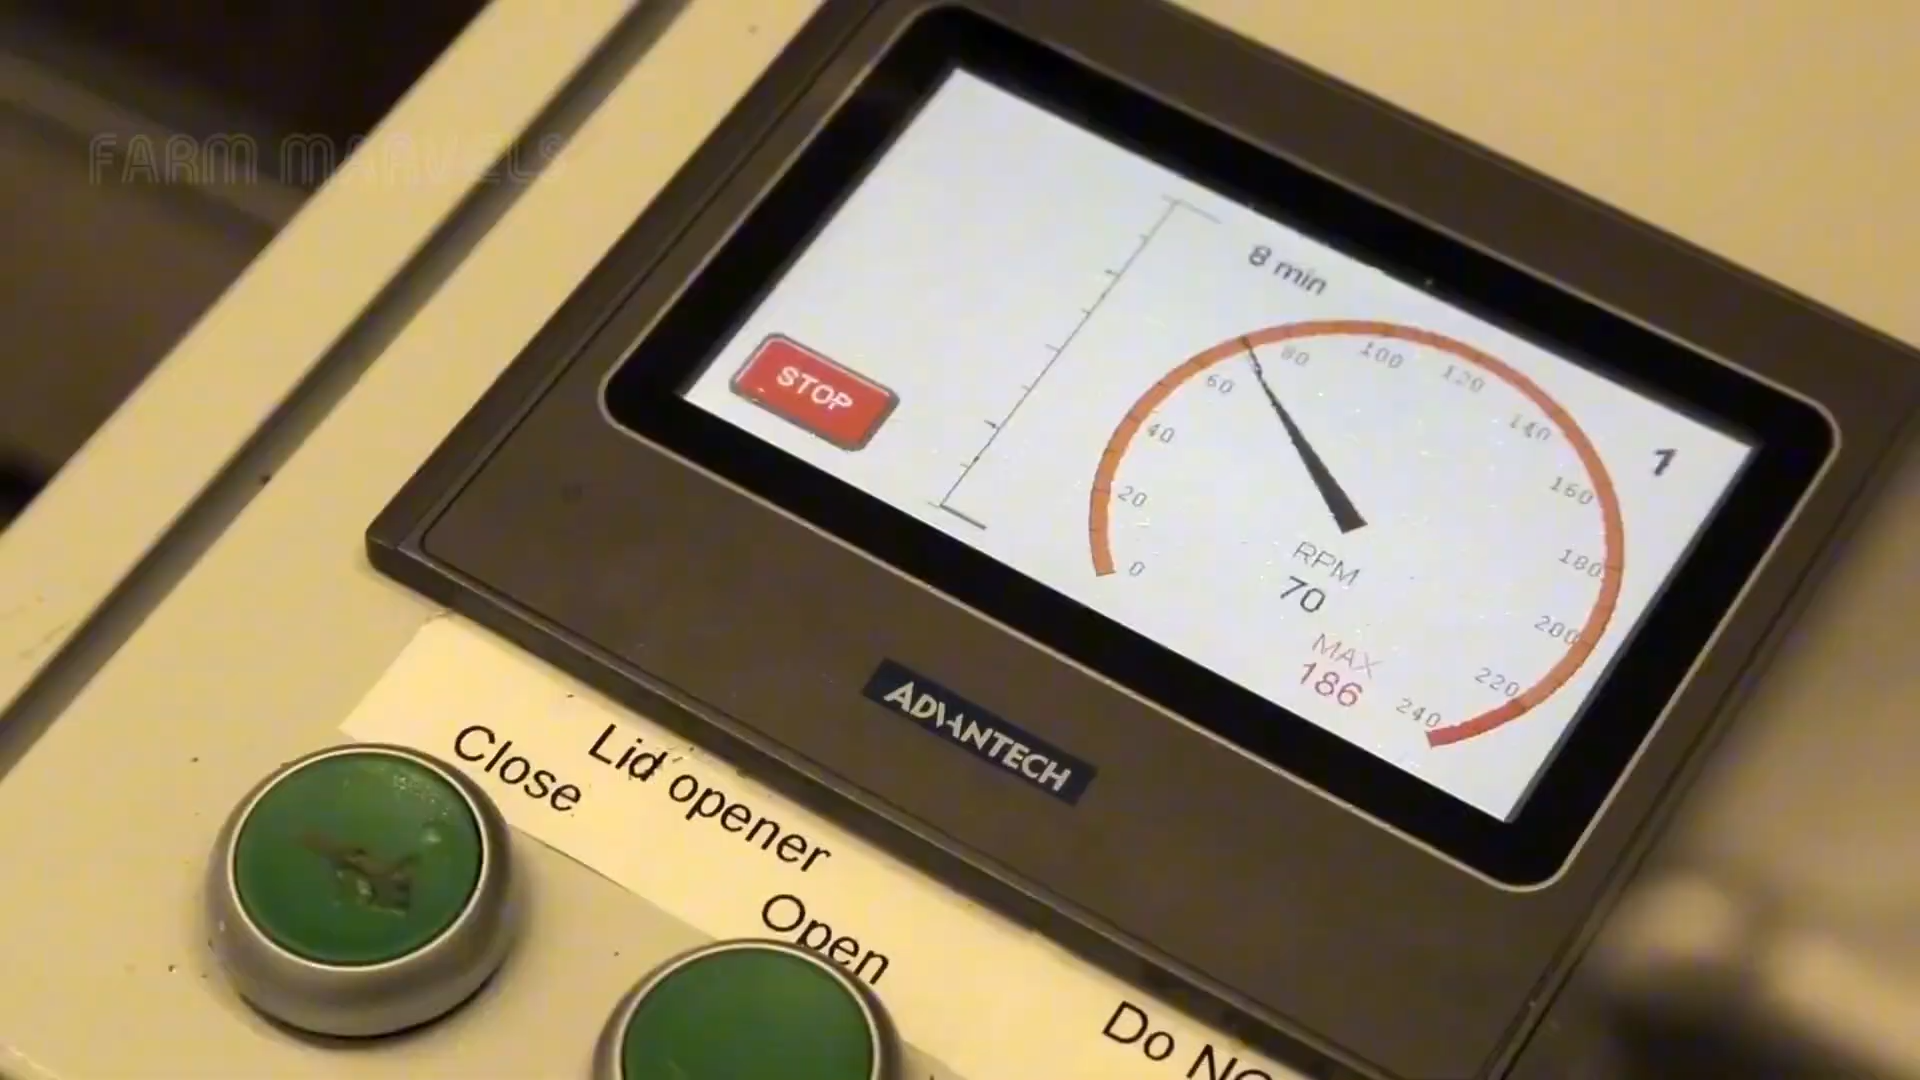 FARM MARVELS
8 min
STOP
0
20
40
60
80
100
120
140
160
180
200
220
240
1
RPM
70
MAX
186
ADVANTECH
Lid opener
Close
Open
Do